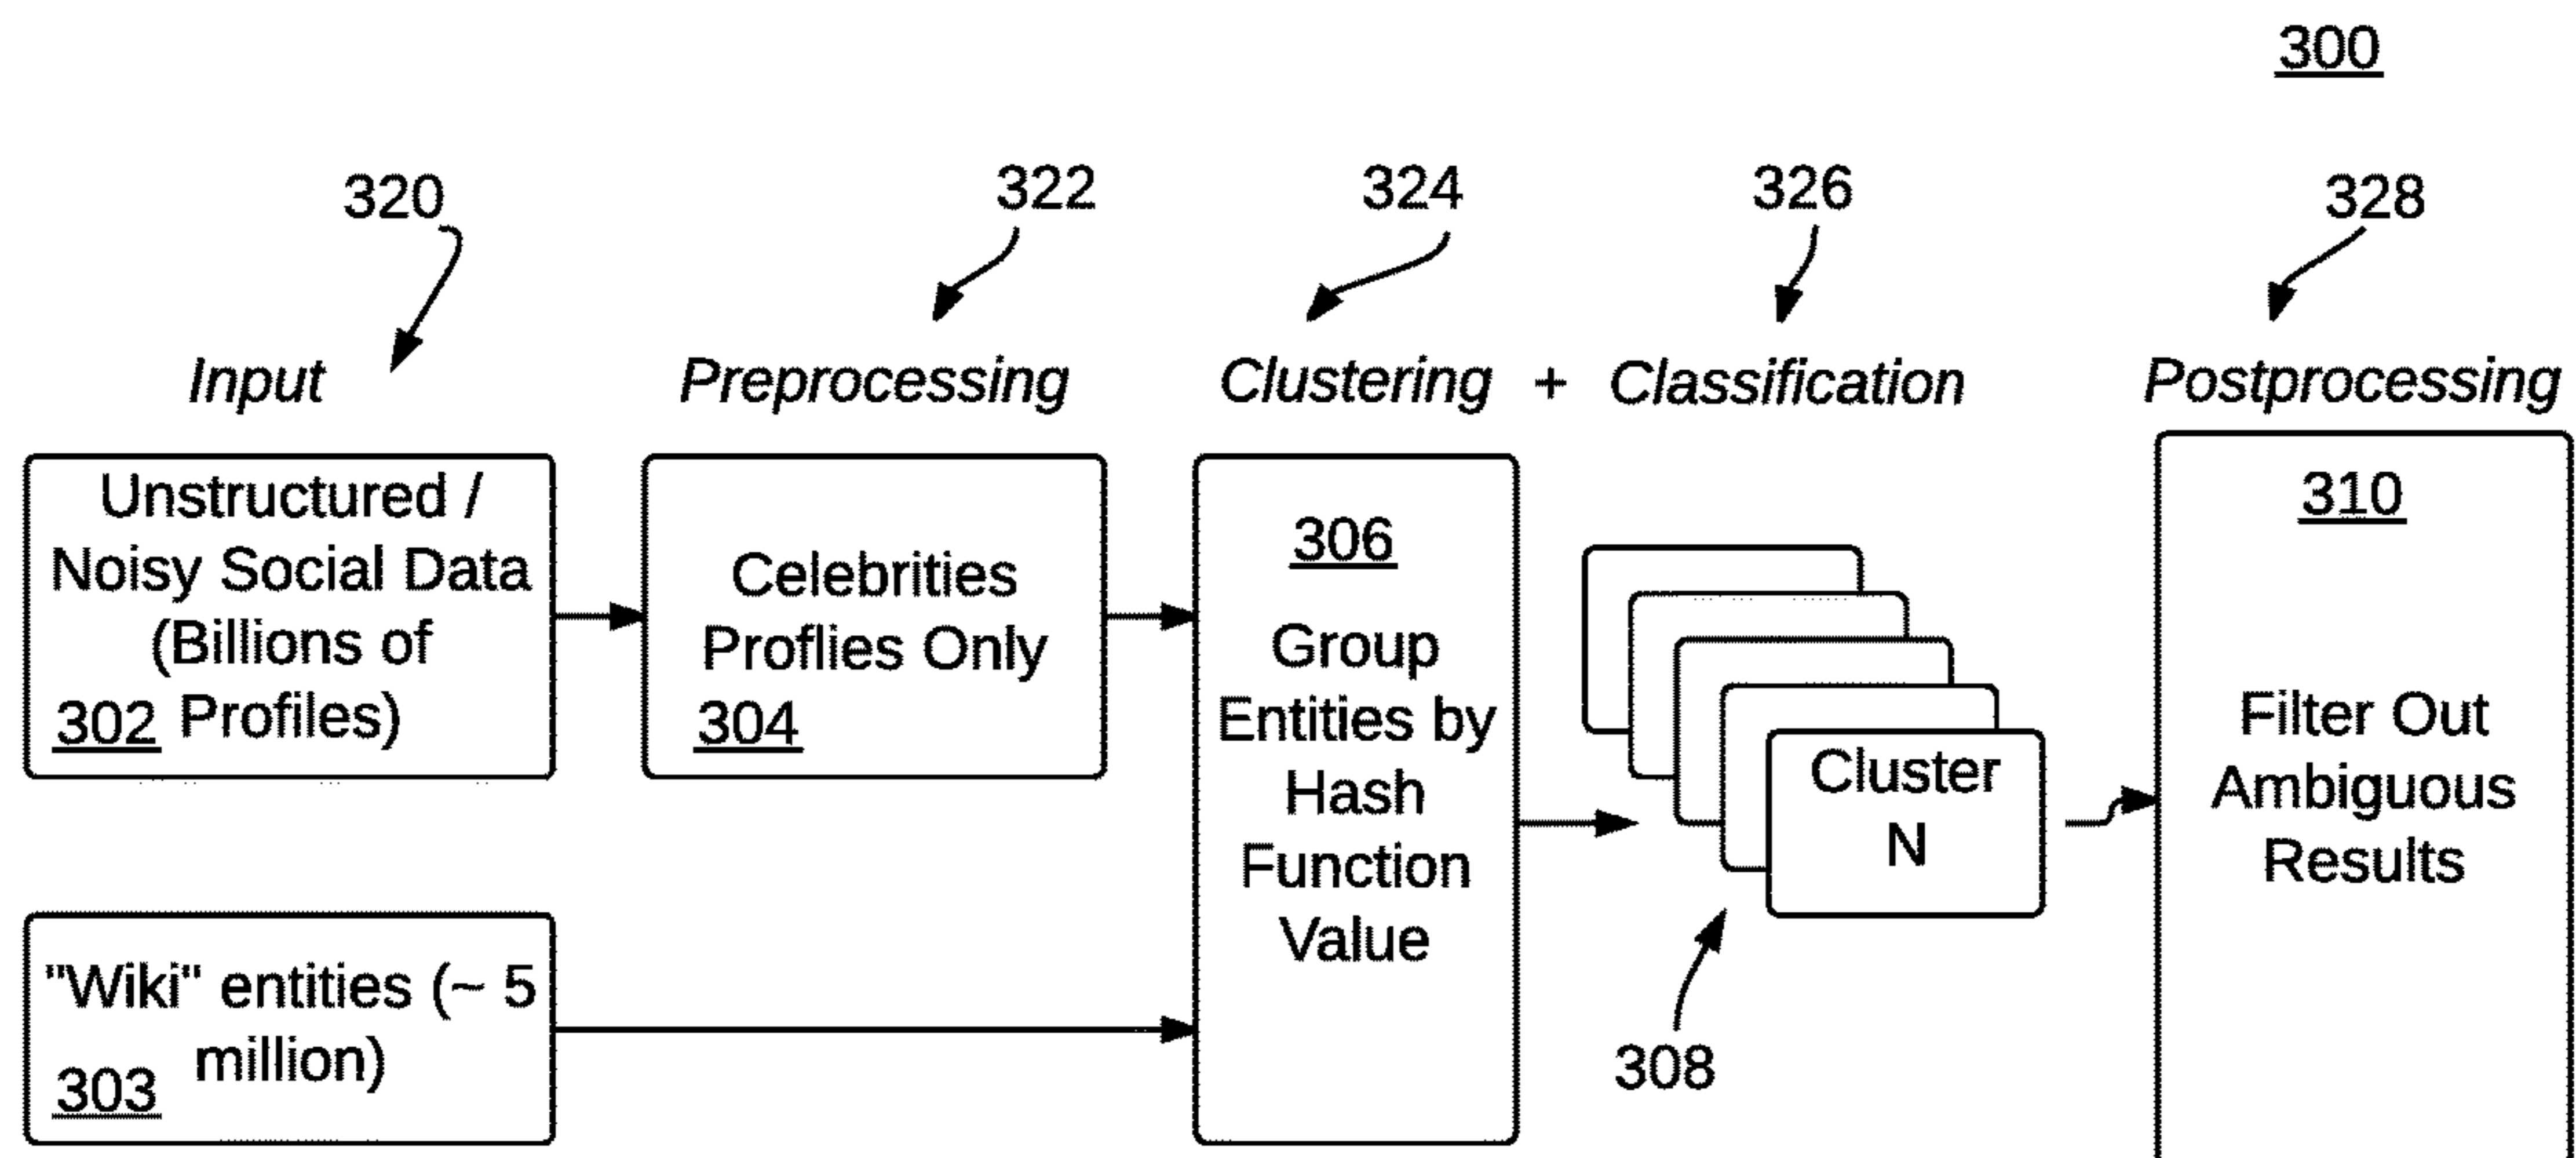 300
320
322
324
326
328
Input
Preprocessing
Clustering + Classification
Postprocessing
Unstructured /
Noisy Social Data
(Billions of
302 Profiles)
Celebrities
Proflies Only
304
306
Group
Entities by
Hash
Function
Value
Cluster
N
308
310
Filter Out
Ambiguous
Results
"Wiki" entities (~ 5
million)
303